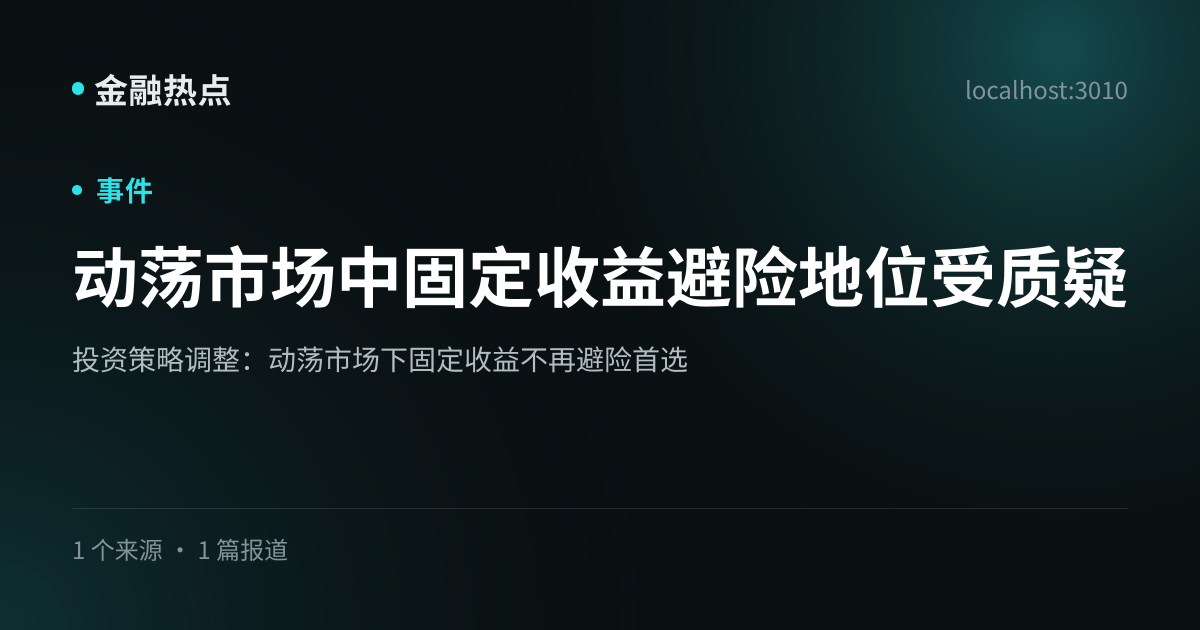 金融热点
localhost:3010
事件
动荡市场中固定收益避险地位受质疑
投资策略调整：动荡市场下固定收益不再避险首选
1 个来源 · 1 篇报道